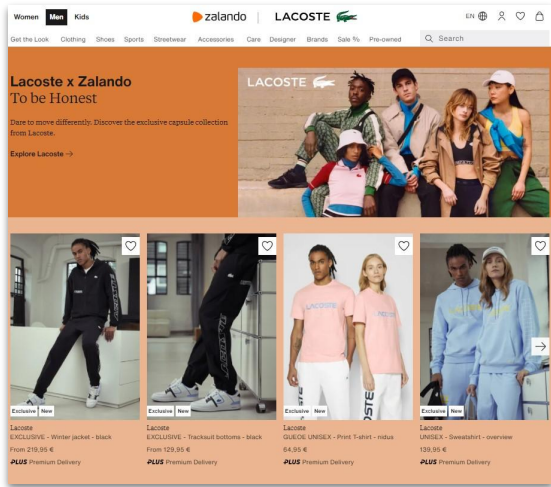 Women Men Kids
zalando
LACOSTE
EN
Get the Look Clothing Shoes Sports Streetwear Accessories Care Designer Brands Sale % Pre-owned
Search
Lacoste x Zalando
To be Honest
Dare to move differently. Discover the exclusive capsule collection
from Lacoste.
Explore Lacoste →
LACOSTE
Exclusive New
Lacoste
EXCLUSIVE - Winter jacket - black
From 219,95 €
PLUS Premium Delivery
Exclusive New
Lacoste
EXCLUSIVE - Tracksuit bottoms - black
From 129,95 €
PLUS Premium Delivery
LACOSTE
LACOSTE
Exclusive New
Lacoste
GUEOE UNISEX - Print T-shirt - nidus
64,95 €
PLUS Premium Delivery
Exclusive New
Lacoste
UNISEX - Sweatshirt - overview
139,95 €
PLUS Premium Delivery